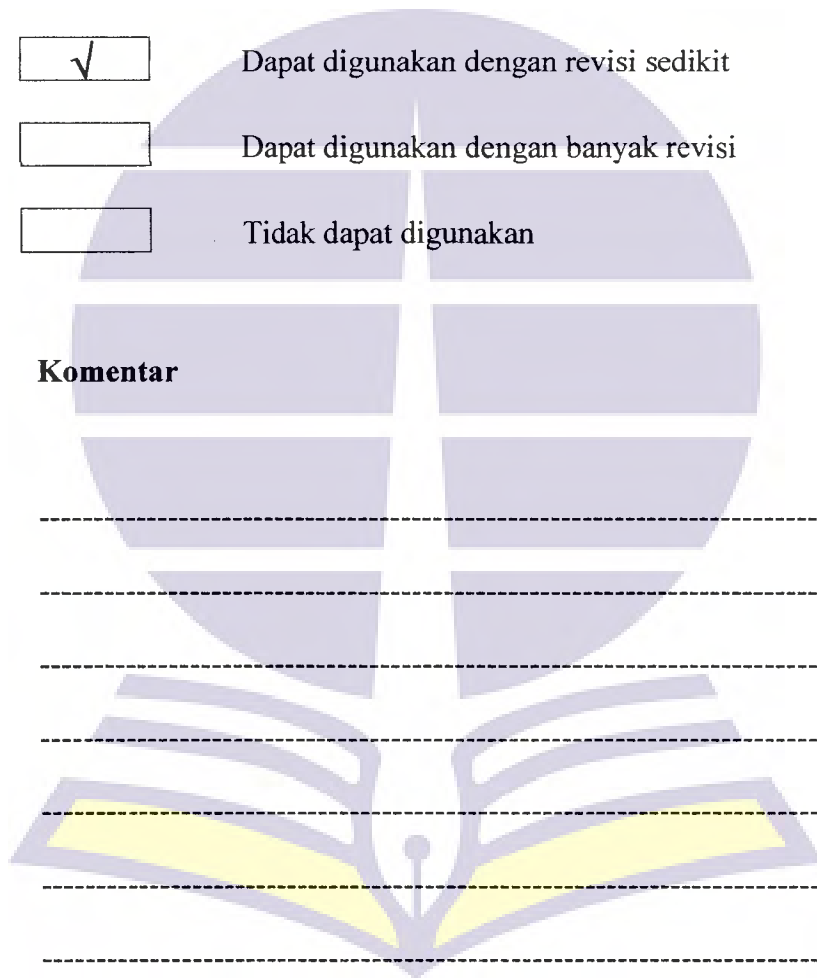 √ Dapat digunakan dengan revisi sedikit
Dapat digunakan dengan banyak revisi
Tidak dapat digunakan
Komentar